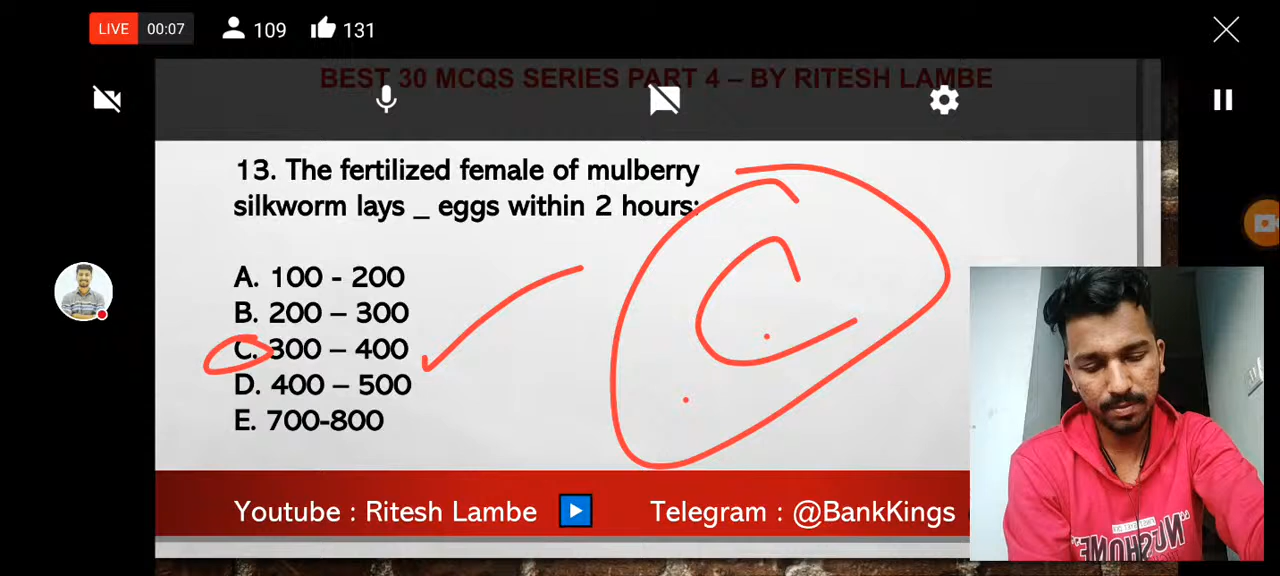 LIVE 00:07 109 131
BEST 30 MCQS SERIES PART 4 – BY RITESH LAMBE
13. The fertilized female of mulberry
silkworm lays _ eggs within 2 hours:
A. 100 - 200
B. 200 – 300
C. 300 – 400
D. 400 – 500
E. 700-800
C
Youtube : Ritesh Lambe
Telegram : @BankKings